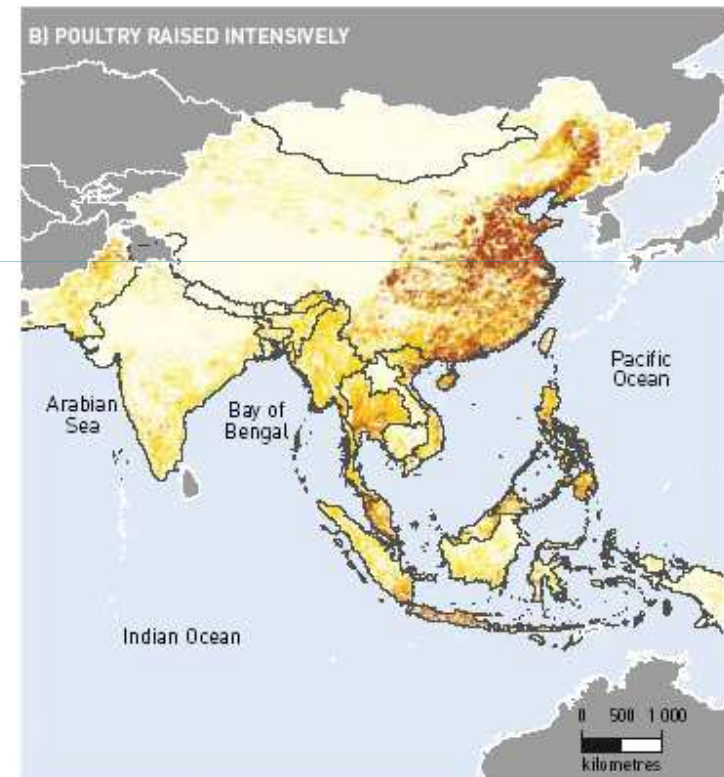 B) POULTRY RAISED INTENSIVELY
Pacific
Ocean
Arabian
Sea
Bay of
Bengal
Indian Ocean
0 500 1 000
kilometres